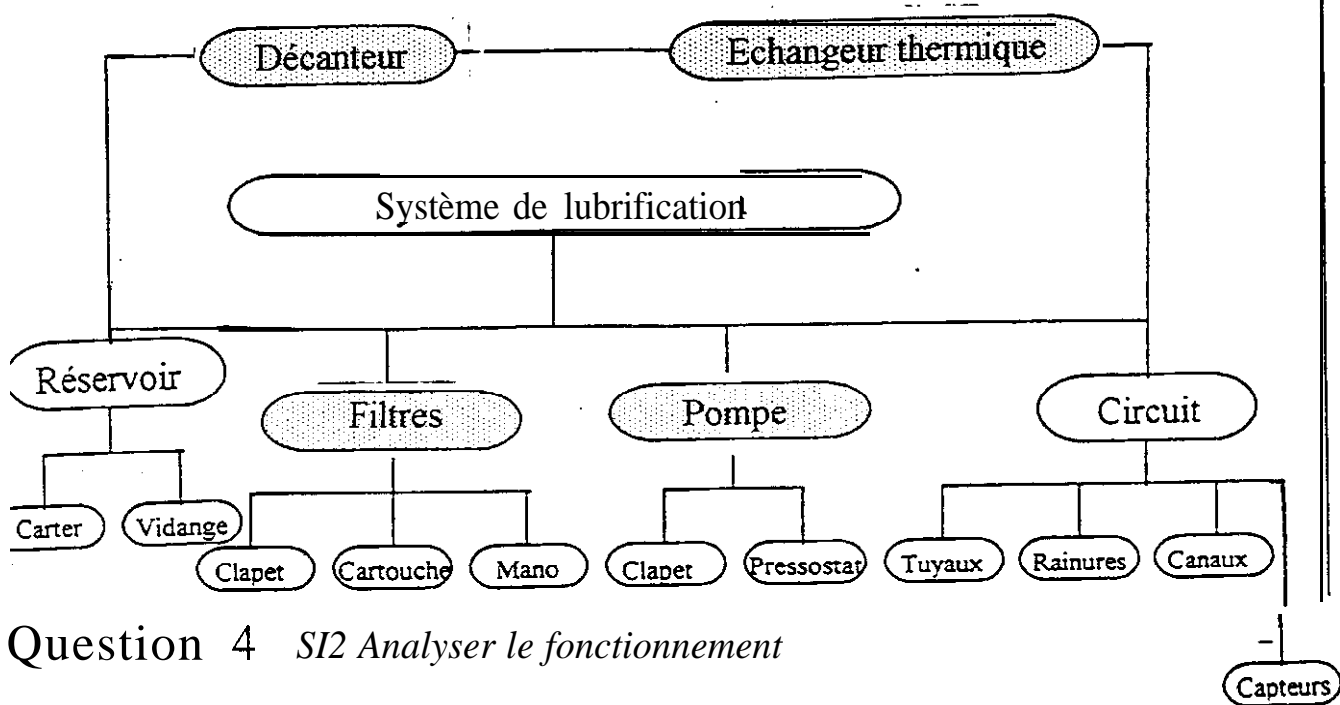 Décanteur
Echangeur thermique
Système de lubrification
Réservoir
Filtres
Pompe
Circuit
Carter
Vidange
Clapet
Cartouche
Mano
Clapet
Pressostat
Tuyaux
Rainures
Canaux
Question 4 SI2 Analyser le fonctionnement
Capteurs